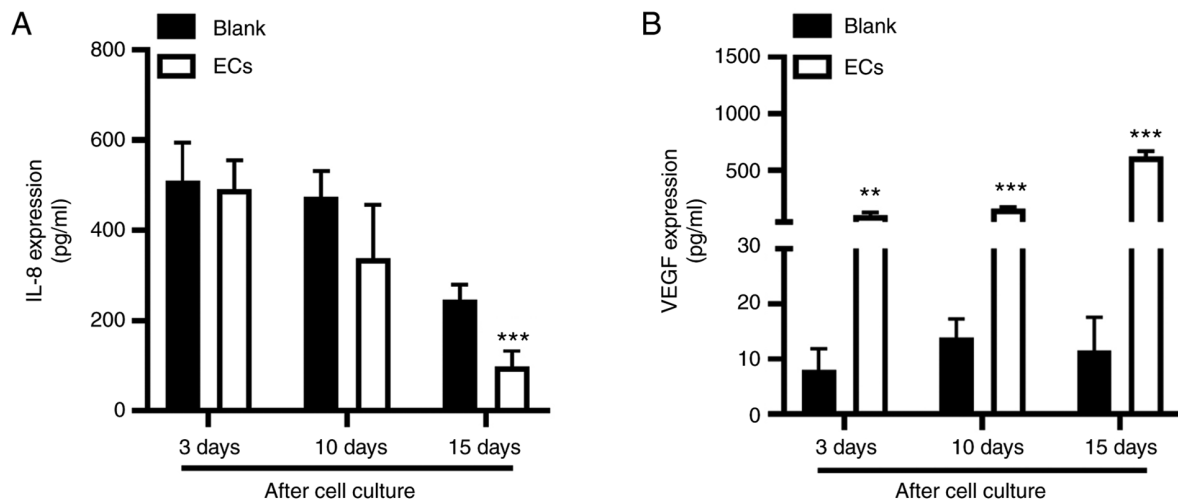 A
Blank
ECs
IL-8 expression
(pg/ml)
800
600
400
200
0
***
3 days 10 days 15 days
After cell culture
B
Blank
ECs
VEGF expression
(pg/ml)
1500
1000
500
30
20
10
0
** *** ***
3 days 10 days 15 days
After cell culture